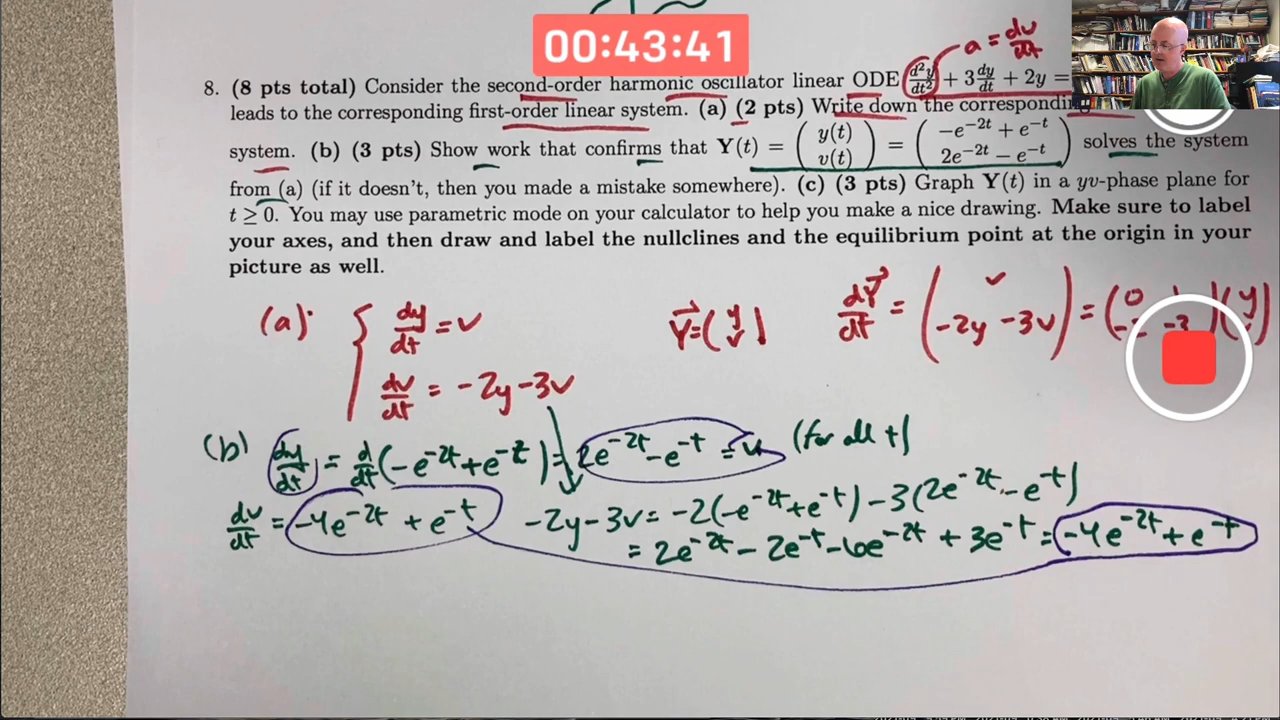 00:43:41
a = dv/dt
8. (8 pts total) Consider the second-order harmonic oscillator linear ODE d²y/dt² + 3 dy/dt + 2y =
leads to the corresponding first-order linear system. (a) (2 pts) Write down the
system. (b) (3 pts) Show work that confirms that Y(t) = ( y(t) v(t) ) = ( −e^{−2t} + e^{−t} 2e^{−2t} − e^{−t} ) solves the system
from (a) (if it doesn't, then you made a mistake somewhere). (c) (3 pts) Graph Y(t) in a yv-phase plane for
t ≥ 0. You may use parametric mode on your calculator to help you make a nice drawing. Make sure to label
your axes, and then draw and label the nullclines and the equilibrium point at the origin in your
picture as well.
(a) { dy/dt = v
dv/dt = -2y -3v
Y = ( y v )
dY/dt = ( v -2y -3v ) = ( 0 -3 ) ( y )
(b) dy/dt = d/dt (-e^{-2t} + e^{-t}) = 2e^{-2t} - e^{-t} = v (for all t)
dv/dt = -4e^{-2t} + e^{-t} -2y -3v = -2(-e^{-2t} + e^{-t}) - 3(2e^{-2t} - e^{-t})
= 2e^{-2t} - 2e^{-t} - 6e^{-2t} + 3e^{-t} = -4e^{-2t} + e^{-t}